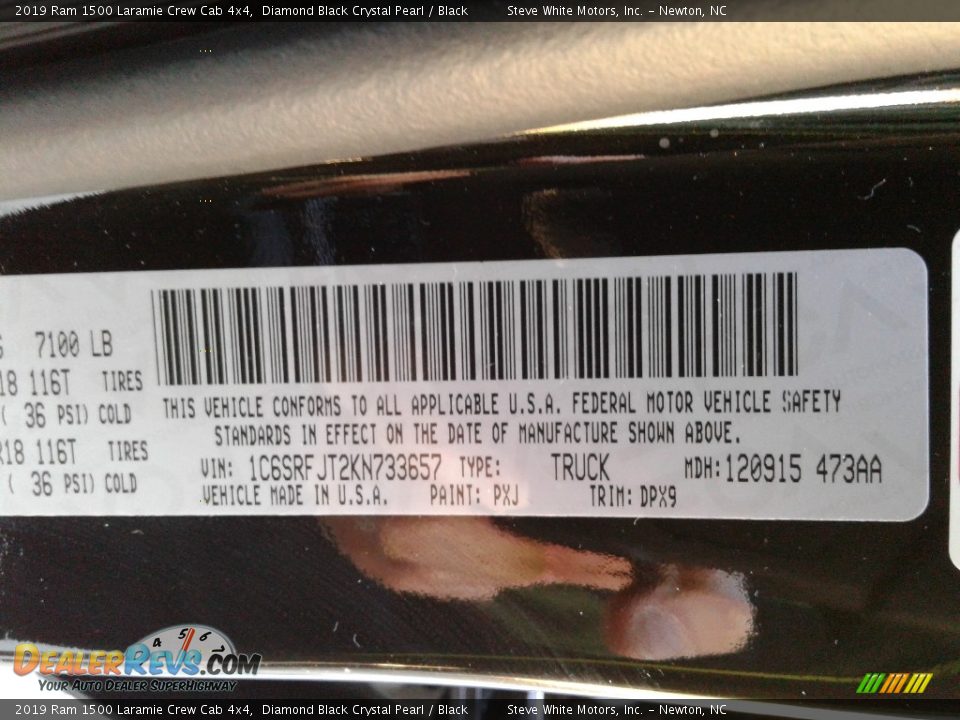 2019 Ram 1500 Laramie Crew Cab 4x4, Diamond Black Crystal Pearl / Black Steve White Motors, Inc. - Newton, NC
7100 LB
18 116T TIRES
( 36 PSI) COLD
R18 116T TIRES
( 36 PSI) COLD
THIS VEHICLE CONFORMS TO ALL APPLICABLE U.S.A. FEDERAL MOTOR VEHICLE SAFETY
STANDARDS IN EFFECT ON THE DATE OF MANUFACTURE SHOWN ABOVE.
VIN: 1C6SRFJT2KN733657 TYPE: TRUCK MDH:120915 473AA
VEHICLE MADE IN U.S.A. PAINT: PXJ TRIM: DPX9
4 5 6
DEALERREVS.COM
YOUR AUTO DEALER SUPERHIGHWAY
2019 Ram 1500 Laramie Crew Cab 4x4, Diamond Black Crystal Pearl / Black Steve White Motors, Inc. - Newton, NC